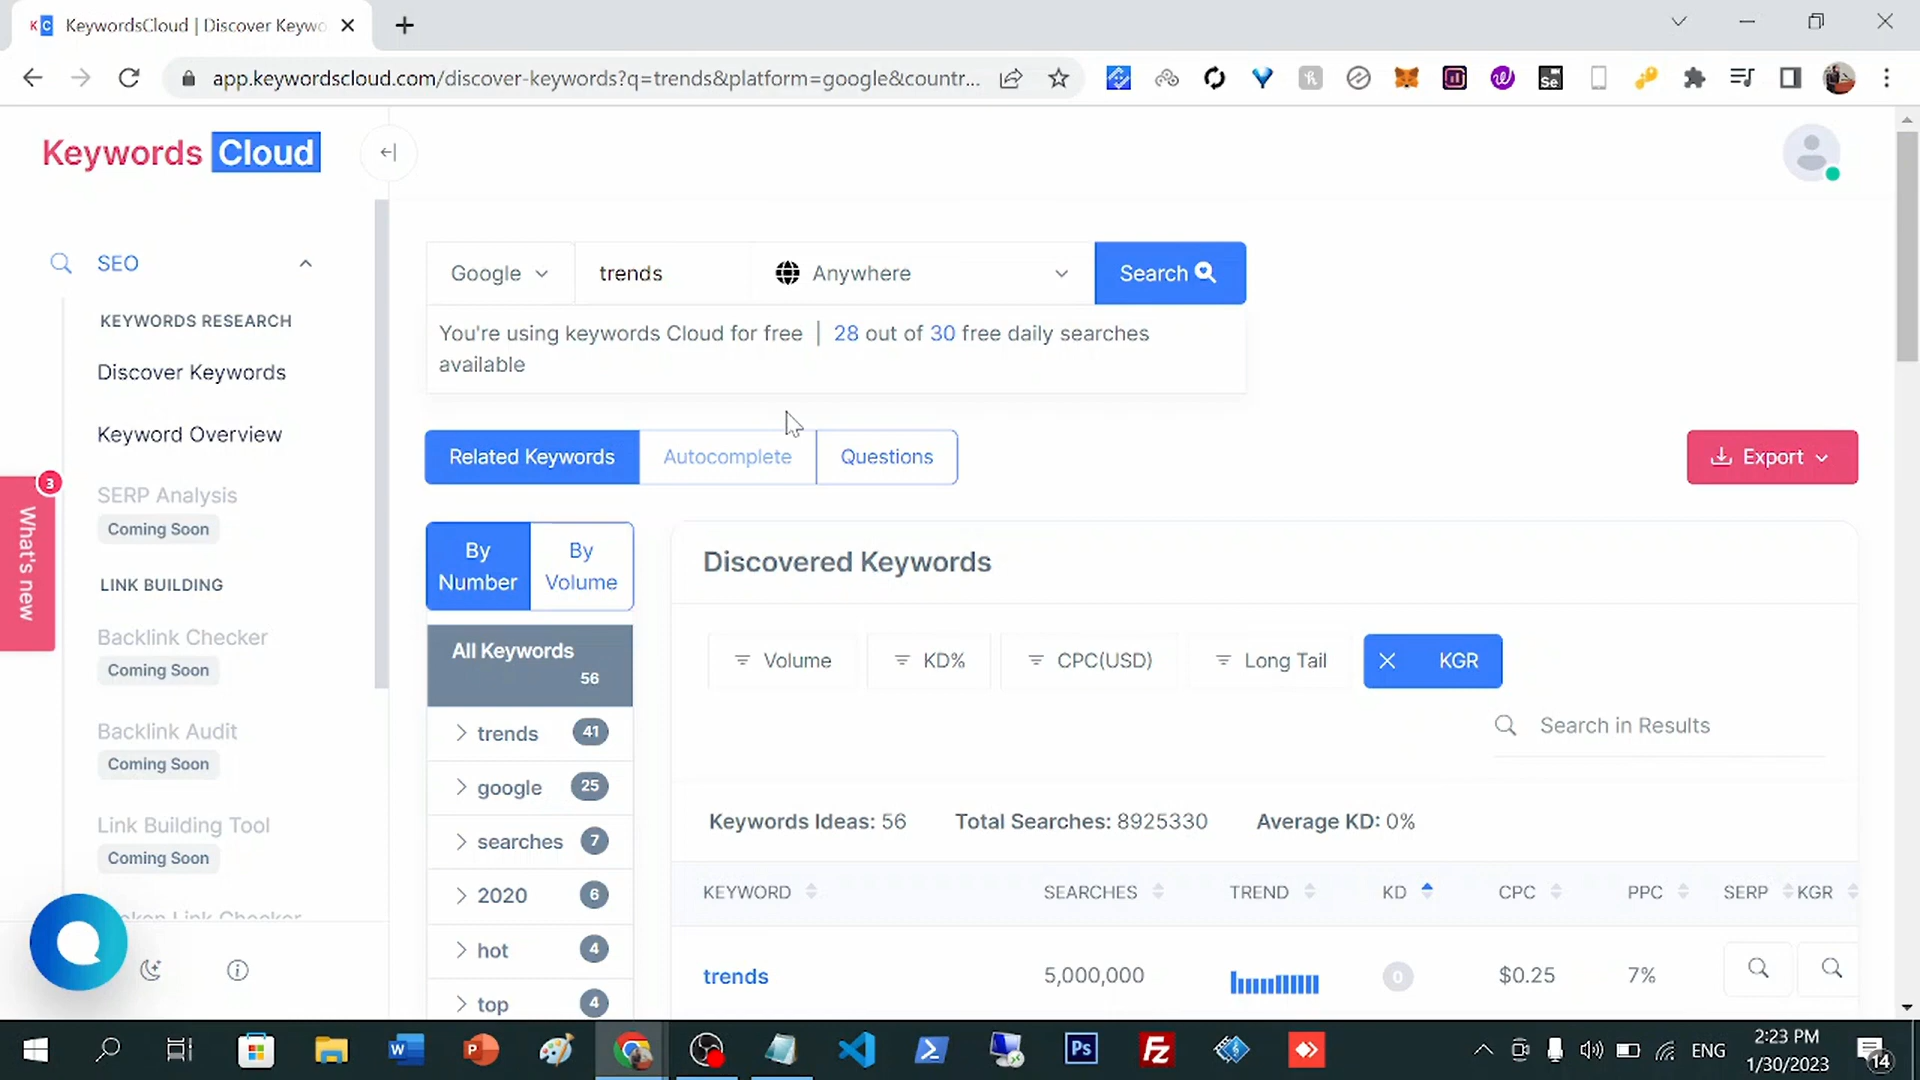 KeywordsCloud | Discover Keywo
app.keywordscloud.com/discover-keywords?q=trends&platform=google&countr...
Keywords Cloud
SEO
KEYWORDS RESEARCH
Discover Keywords
Keyword Overview
SERP Analysis
Coming Soon
LINK BUILDING
Backlink Checker
Coming Soon
Backlink Audit
Coming Soon
Link Building Tool
Coming Soon
Link Checker
What's new
3
Google
trends
Anywhere
Search
You're using keywords Cloud for free | 28 out of 30 free daily searches
available
Related Keywords
Autocomplete
Questions
Export
By
Number
By
Volume
All Keywords
56
trends 41
google 25
searches 7
2020 6
hot 4
top 4
Discovered Keywords
Volume
KD%
CPC(USD)
Long Tail
KGR
Search in Results
Keywords Ideas: 56 Total Searches: 8925330 Average KD: 0%
KEYWORD SEARCHES TREND KD CPC PPC SERP KGR
trends 5,000,000 0 $0.25 7%
Se
W
P
Ps
Fz
ENG
2:23 PM
1/30/2023
14